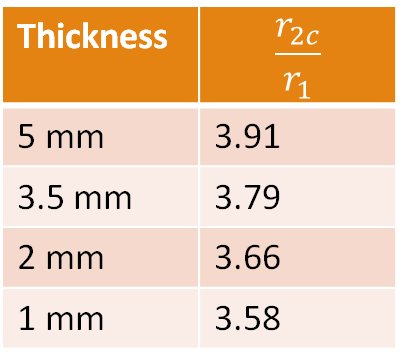 Thickness r2c/r1
5 mm 3.91
3.5 mm 3.79
2 mm 3.66
1 mm 3.58